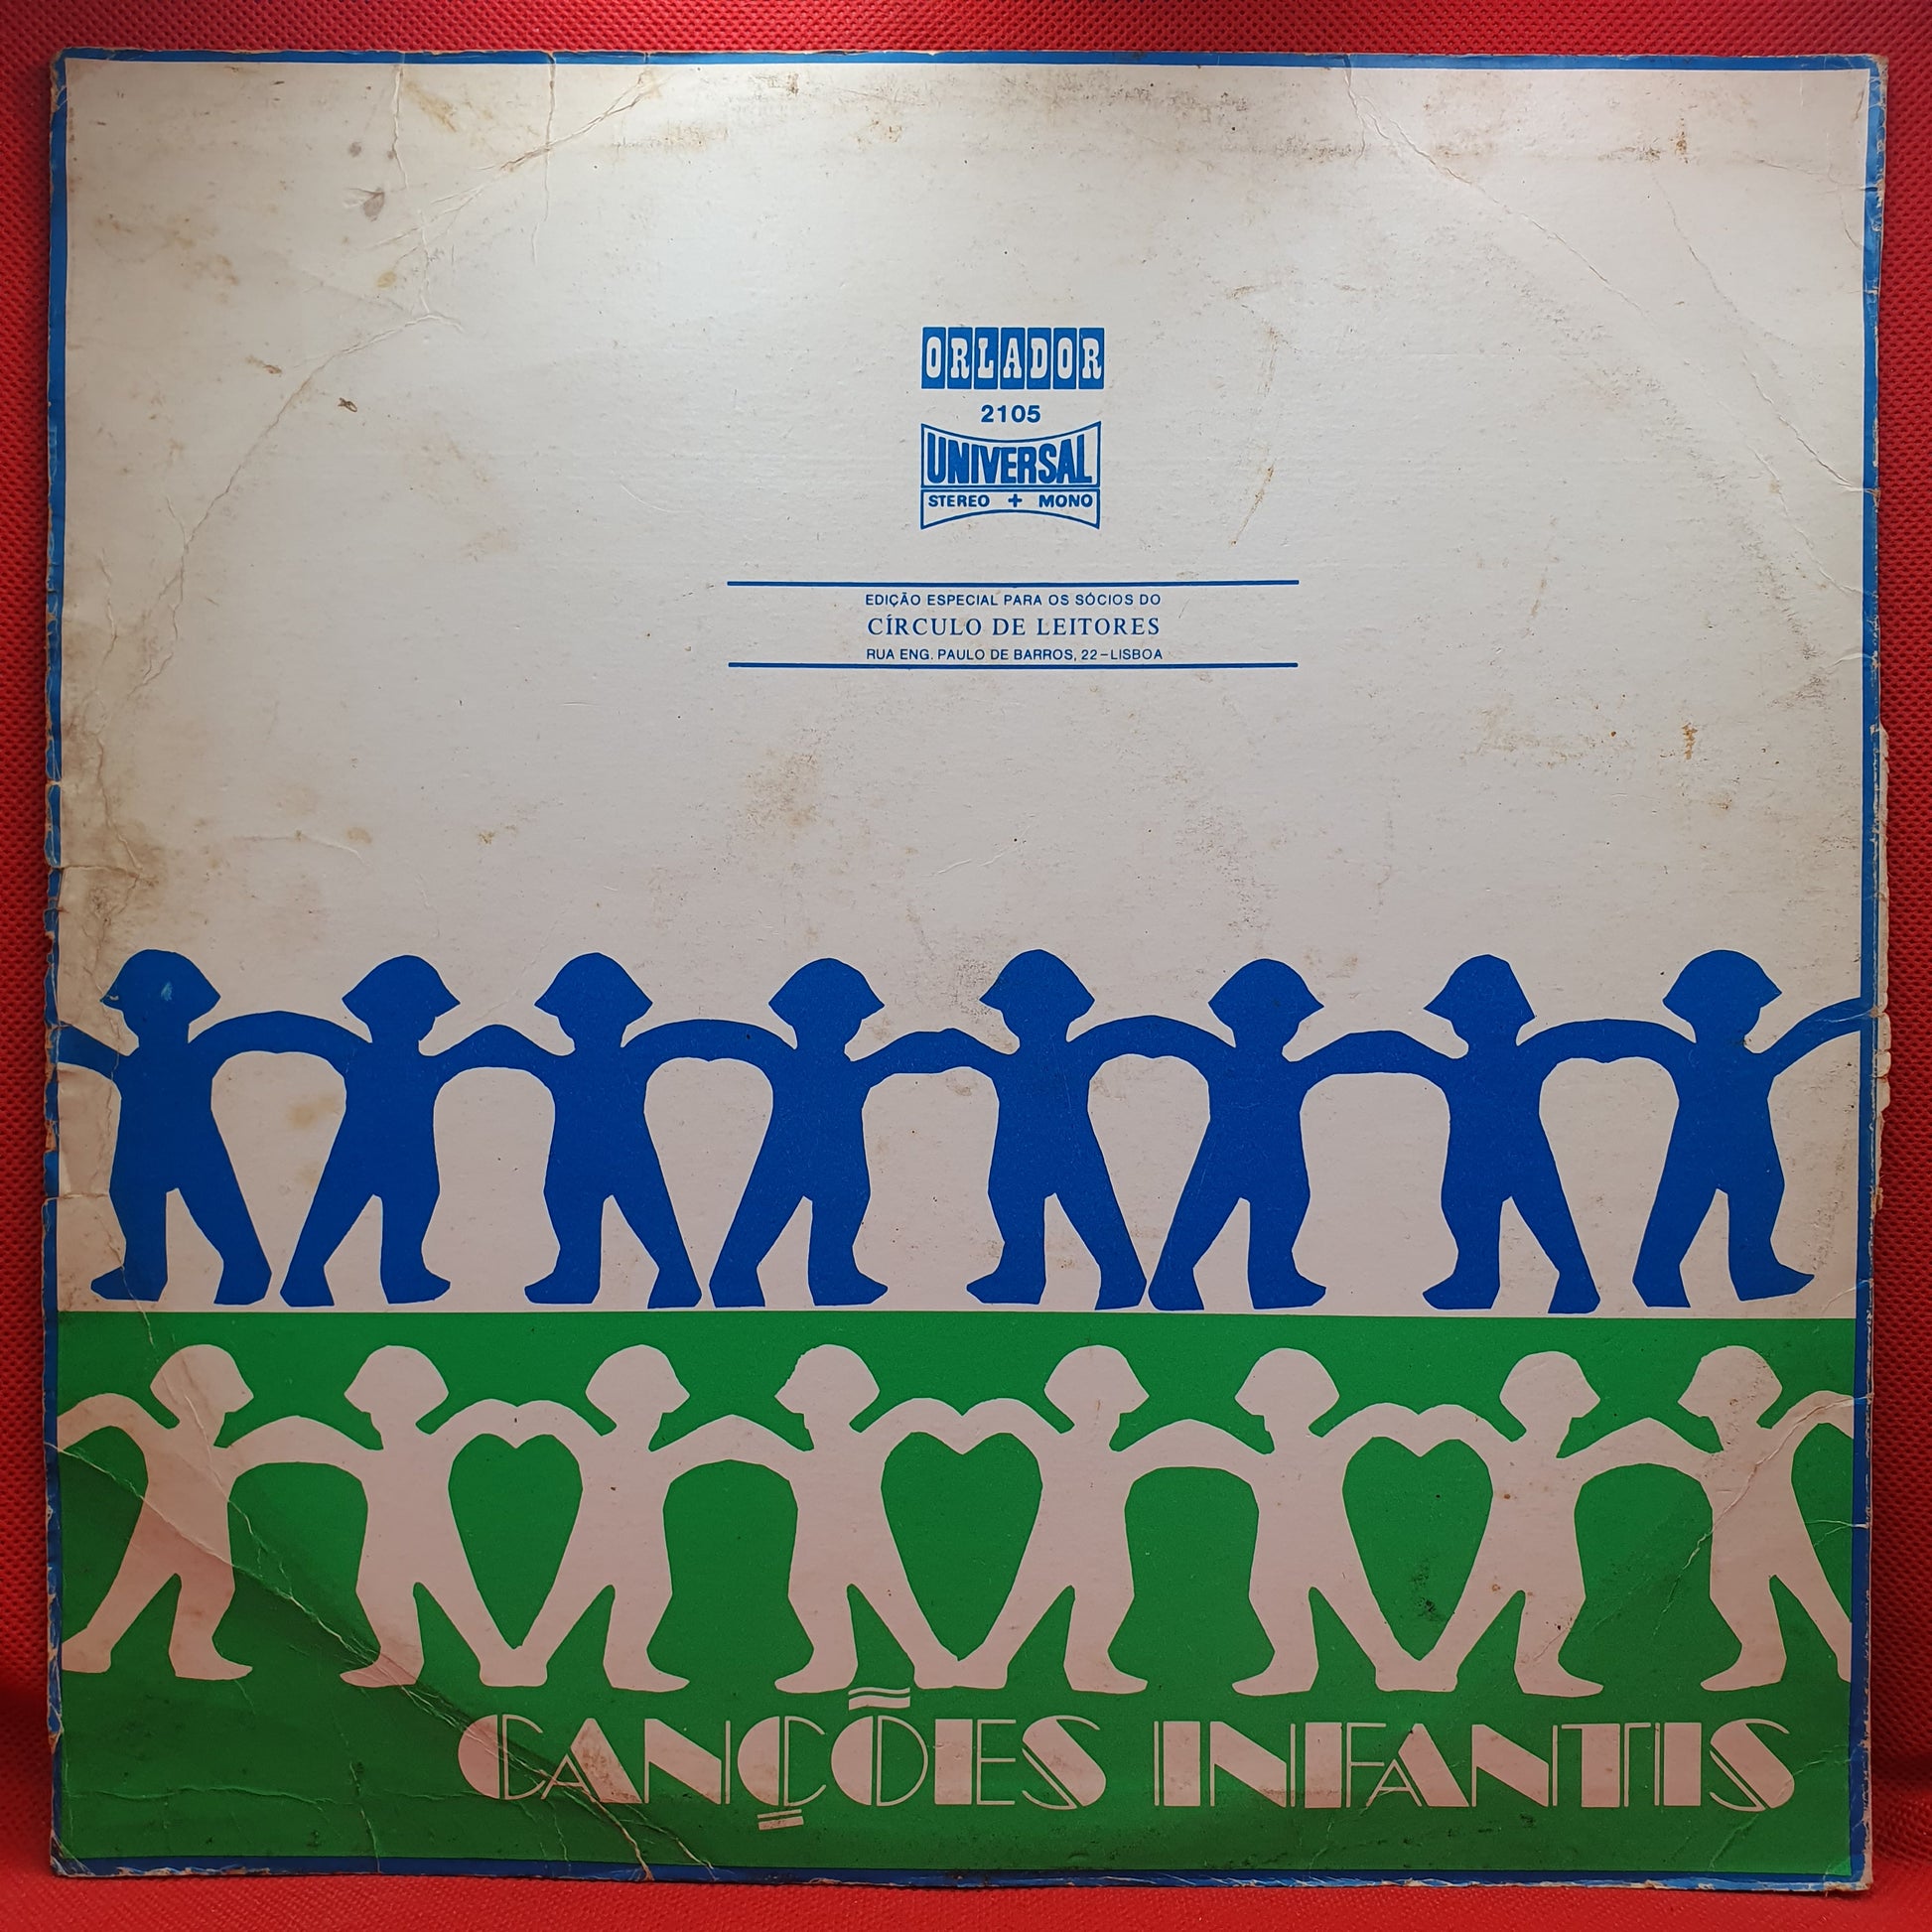 ORLADOR
2105
UNIVERSAL
STEREO + MONO
EDIÇÃO ESPECIAL PARA OS SÓCIOS DO
CÍRCULO DE LEITORES
RUA ENG. PAULO DE BARROS, 22-LISBOA
CANÇÕES INFANTIS